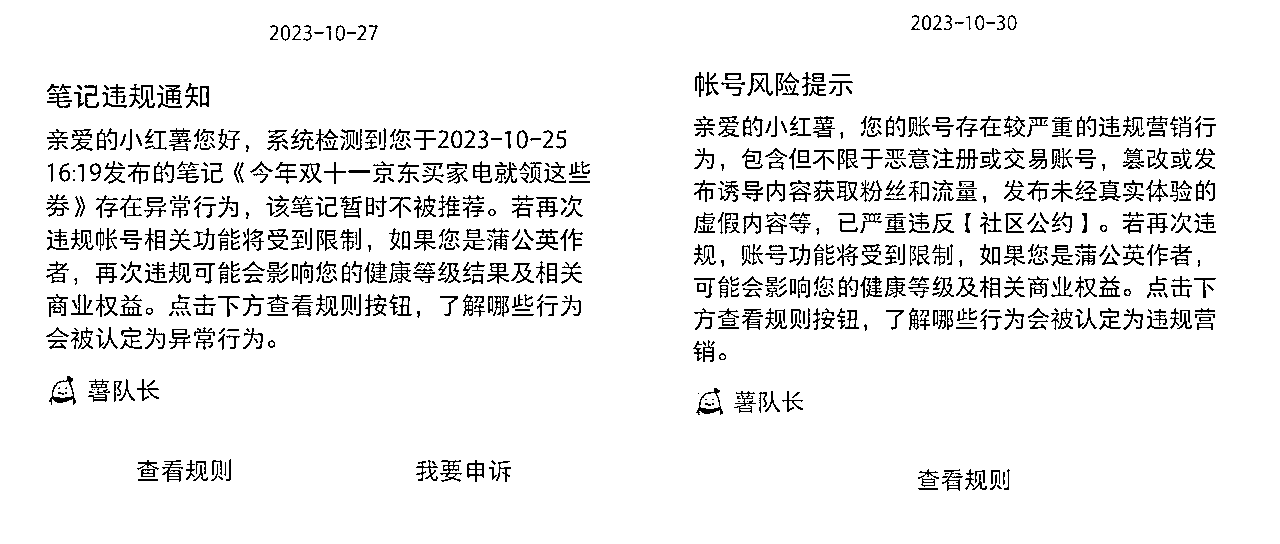 2023-10-27
笔记违规通知
亲爱的小红薯您好，系统检测到您于2023-10-25
16:19发布的笔记《今年双十一京东买家电就领这些
券》存在异常行为，该笔记暂时不被推荐。若再次
违规帐号相关功能将受到限制，如果您是蒲公英作
者，再次违规可能会影响您的健康等级结果及相关
商业权益。点击下方查看规则按钮，了解哪些行为
会被认定为异常行为。
薯队长
查看规则
我要申诉
2023-10-30
帐号风险提示
亲爱的小红薯，您的账号存在较严重的违规营销行
为，包含但不限于恶意注册或交易账号，篡改或发
布诱导内容获取粉丝和流量，发布未经真实体验的
虚假内容等，已严重违反【社区公约】。若再次违
规，账号功能将受到限制，如果您是蒲公英作者，
可能会影响您的健康等级及相关商业权益。点击下
方查看规则按钮，了解哪些行为会被认定为违规营
销。
薯队长
查看规则